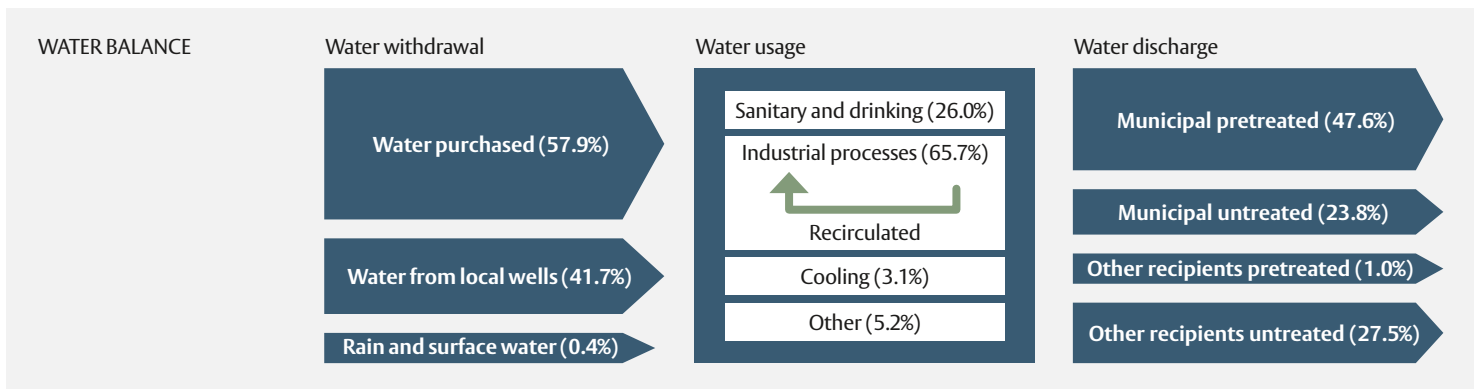 WATER BALANCE
Water withdrawal
Water purchased (57.9%)
Water from local wells (41.7%)
Rain and surface water (0.4%)
Water usage
Sanitary and drinking (26.0%)
Industrial processes (65.7%)
Recirculated
Cooling (3.1%)
Other (5.2%)
Water discharge
Municipal pretreated (47.6%)
Municipal untreated (23.8%)
Other recipients pretreated (1.0%)
Other recipients untreated (27.5%)